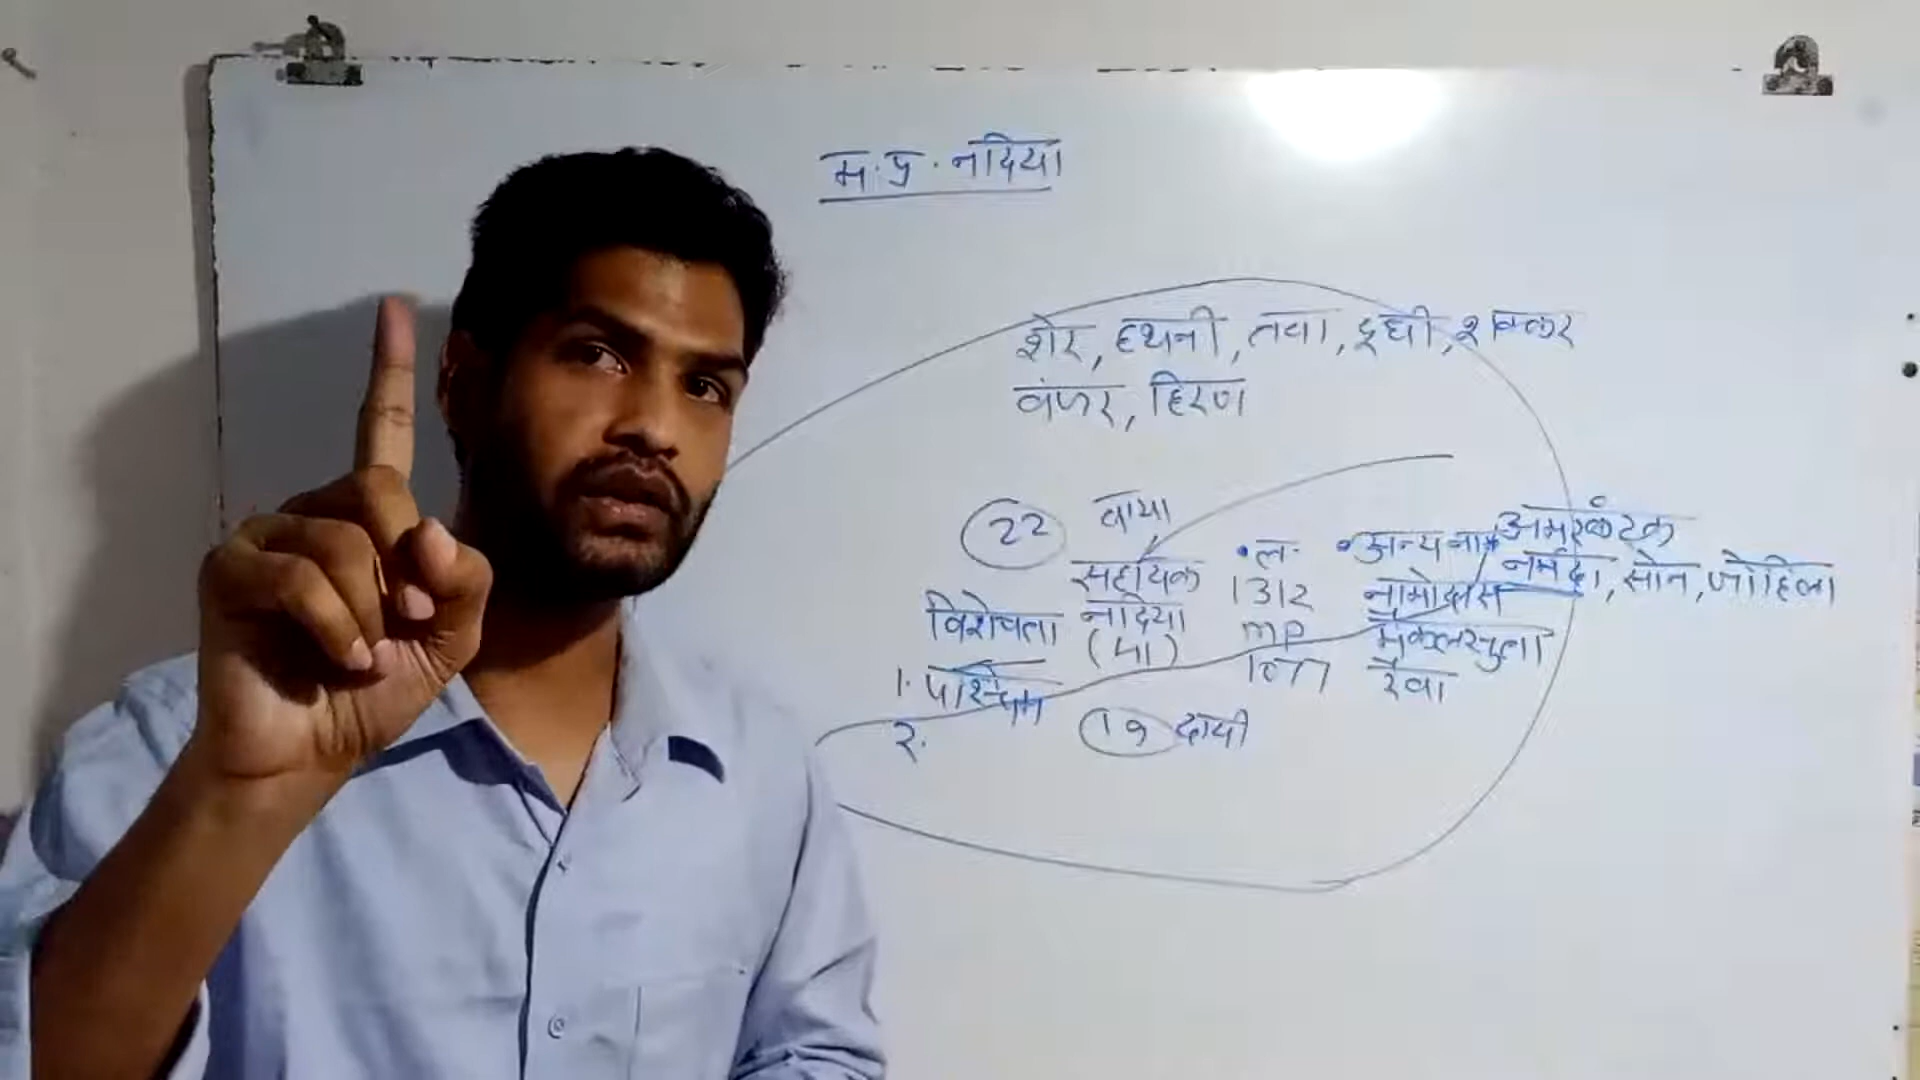 म.प्र. नदिया
शेर, हथनी, तवा, दुधी, शक्कर
बंजर, हिरण
22 बाया
सहायक
नदिया
(41)
19 दायी
विशेषता
1. पश्चिम
2.
•ल.
1312
mp
1077
•अन्य ना*
नामोदास
मैकलसुता
रेवा
अमरकंटक
नर्मदा, सोन, जोहिला